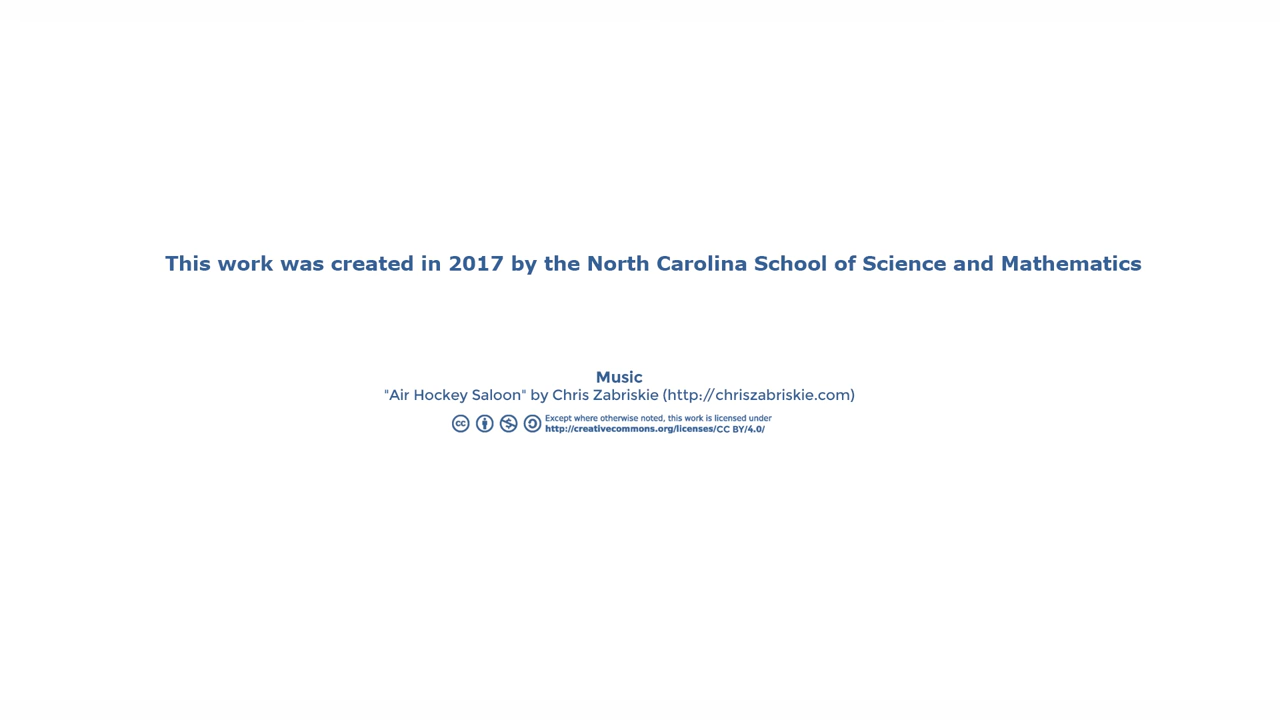 This work was created in 2017 by the North Carolina School of Science and Mathematics
Music
"Air Hockey Saloon" by Chris Zabriskie (http://chriszabriskie.com)
cc Except where otherwise noted, this work is licensed under
http://creativecommons.org/licenses/CC BY/4.0/